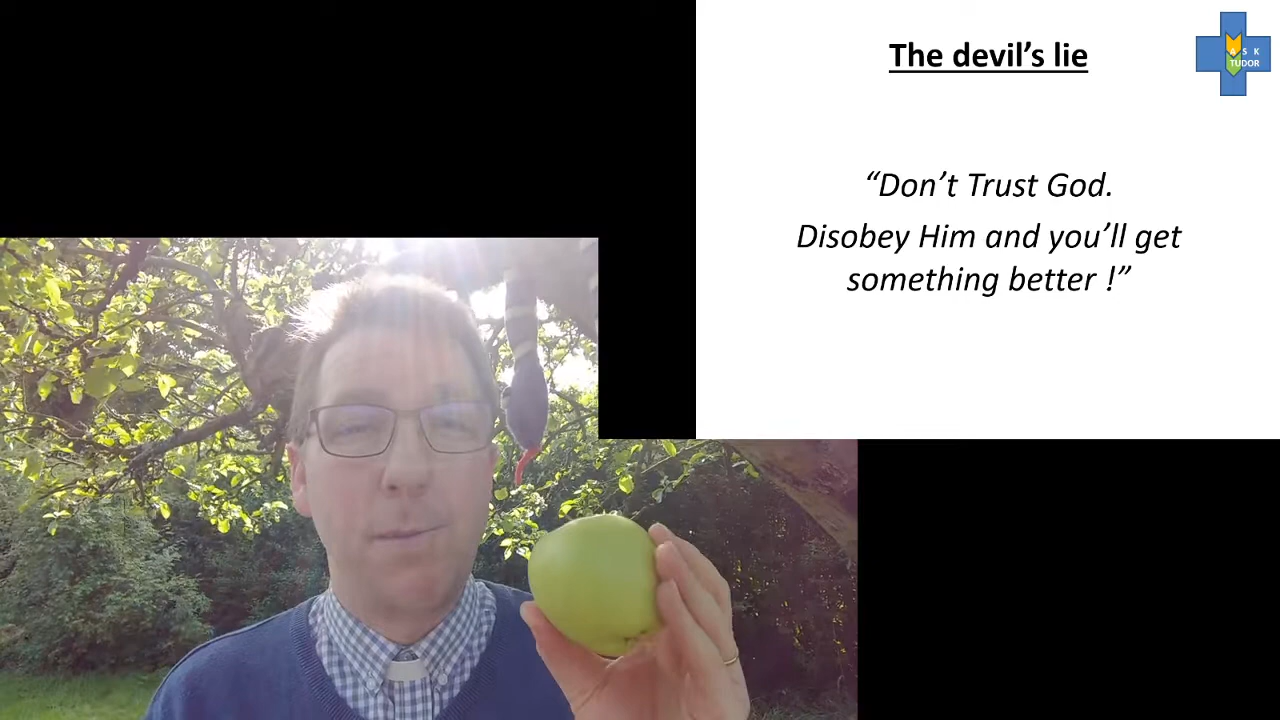 The devil’s lie
A S K
TUDOR
“Don’t Trust God.
Disobey Him and you’ll get
something better !”